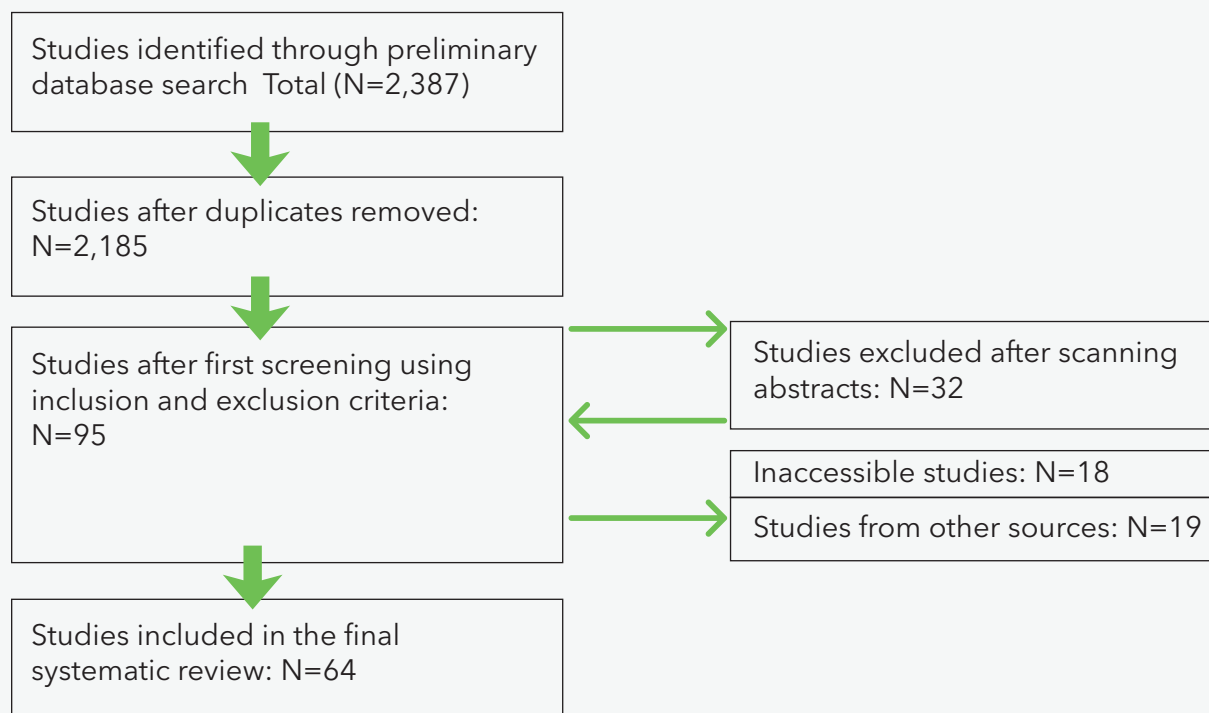 Studies identified through preliminary
database search Total (N=2,387)
Studies after duplicates removed:
N=2,185
Studies after first screening using
inclusion and exclusion criteria:
N=95
Studies excluded after scanning
abstracts: N=32
Inaccessible studies: N=18
Studies from other sources: N=19
Studies included in the final
systematic review: N=64